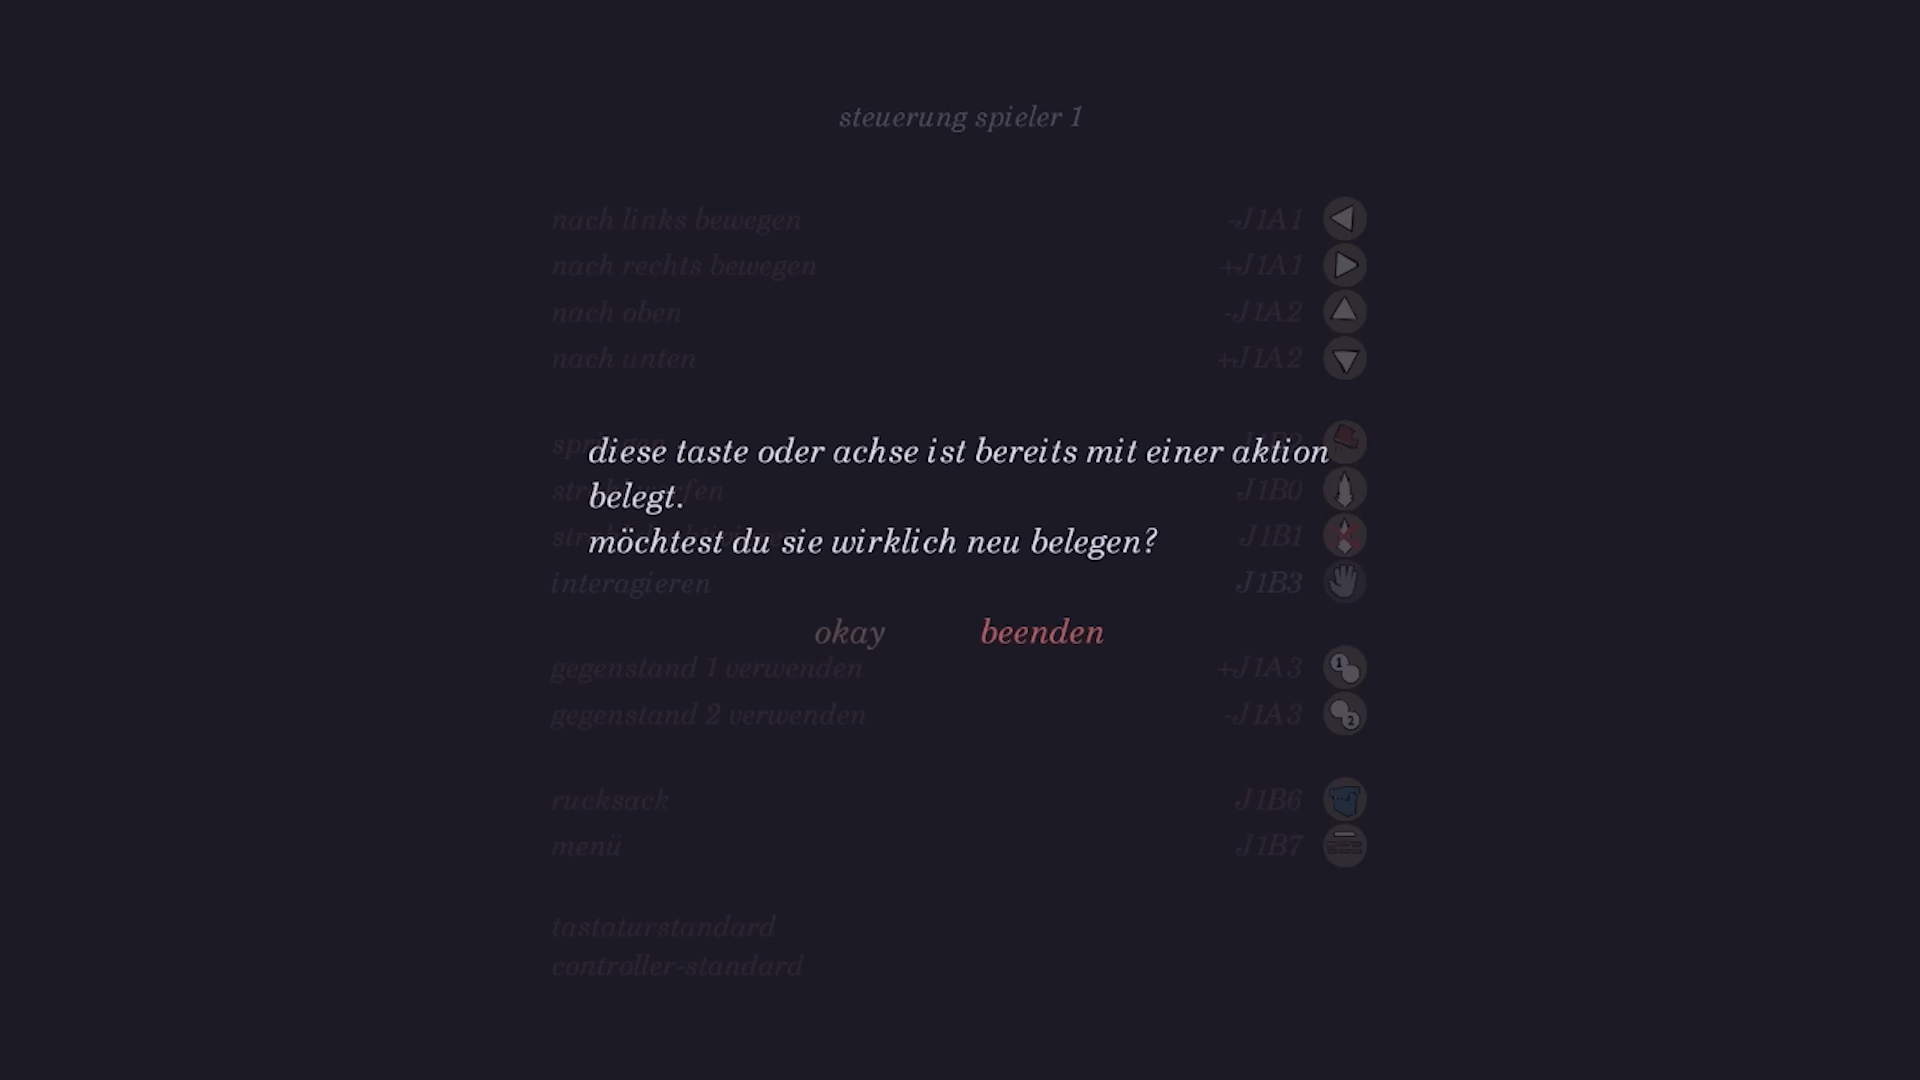 steuerung spieler 1
nach links bewegen -J1A1
nach rechts bewegen +J1A1
nach oben -J1A2
nach unten +J1A2
diese taste oder achse ist bereits mit einer aktion
belegt.
J1B0
möchtest du sie wirklich neu belegen?
J1B1
interagieren J1B3
okay beenden
gegenstand 1 verwenden +J1A3
1
gegenstand 2 verwenden -J1A3
2
rucksack J1B6
menü J1B7
tastaturstandard
controller-standard